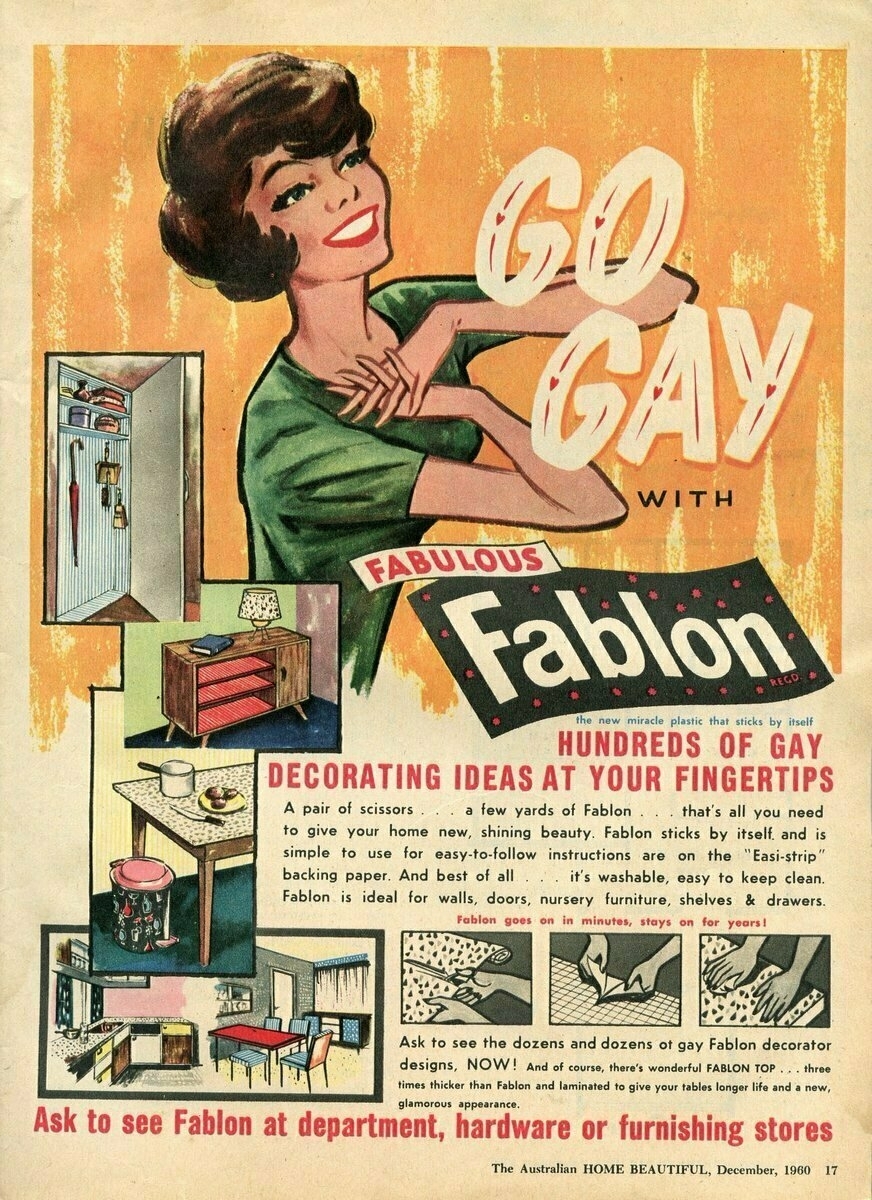 GO
GAY
WITH
FABULOUS
Fablon
REGD.
the new miracle plastic that sticks by itself
HUNDREDS OF GAY
DECORATING IDEAS AT YOUR FINGERTIPS
A pair of scissors . . . a few yards of Fablon . . . that's all you need
to give your home new, shining beauty. Fablon sticks by itself and is
simple to use for easy-to-follow instructions are on the "Easi-strip"
backing paper. And best of all . . . it's washable, easy to keep clean.
Fablon is ideal for walls, doors, nursery furniture, shelves & drawers.
Fablon goes on in minutes, stays on for years!
Ask to see the dozens and dozens of gay Fablon decorator
designs, NOW! And of course, there's wonderful FABLON TOP . . . three
times thicker than Fablon and laminated to give your tables longer life and a new,
glamorous appearance.
Ask to see Fablon at department, hardware or furnishing stores
The Australian HOME BEAUTIFUL, December, 1960 17